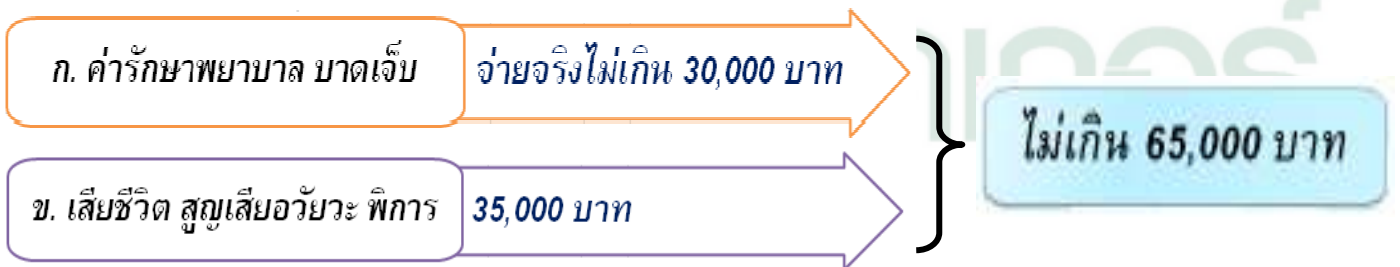 ก. ค่ารักษาพยาบาล บาดเจ็บ
จ่ายจริงไม่เกิน 30,000 บาท
ข. เสียชีวิต สูญเสียอวัยวะ พิการ
35,000 บาท
ไม่เกิน 65,000 บาท